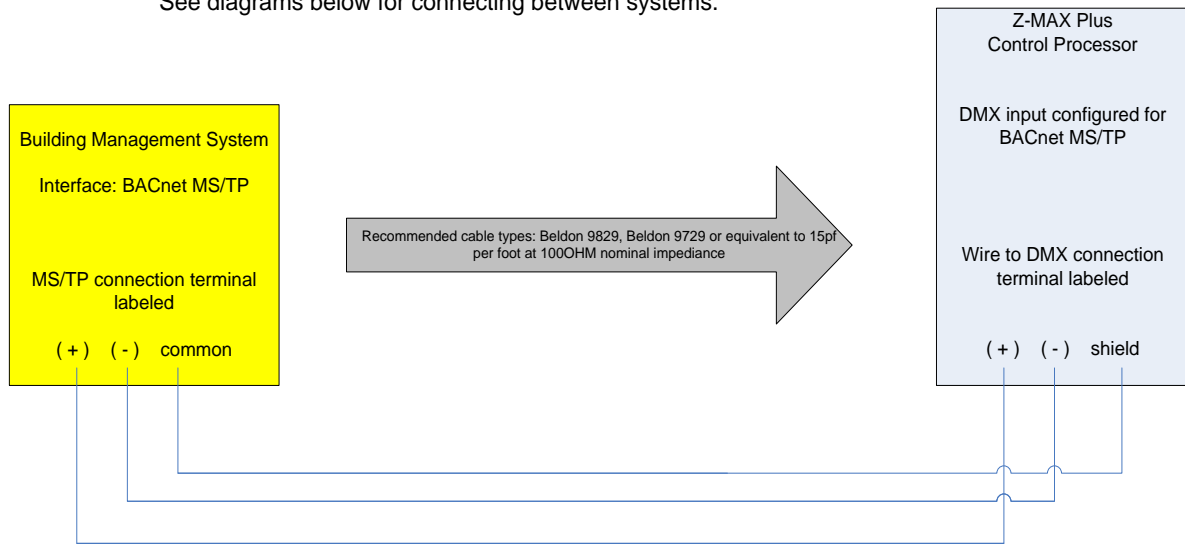 See diagrams below for connecting between systems.
Building Management System
Interface: BACnet MS/TP
MS/TP connection terminal
labeled
( + ) ( - ) common
Recommended cable types: Beldon 9829, Beldon 9729 or equivalent to 15pf
per foot at 100OHM nominal impediance
Z-MAX Plus
Control Processor
DMX input configured for
BACnet MS/TP
Wire to DMX connection
terminal labeled
( + ) ( - ) shield